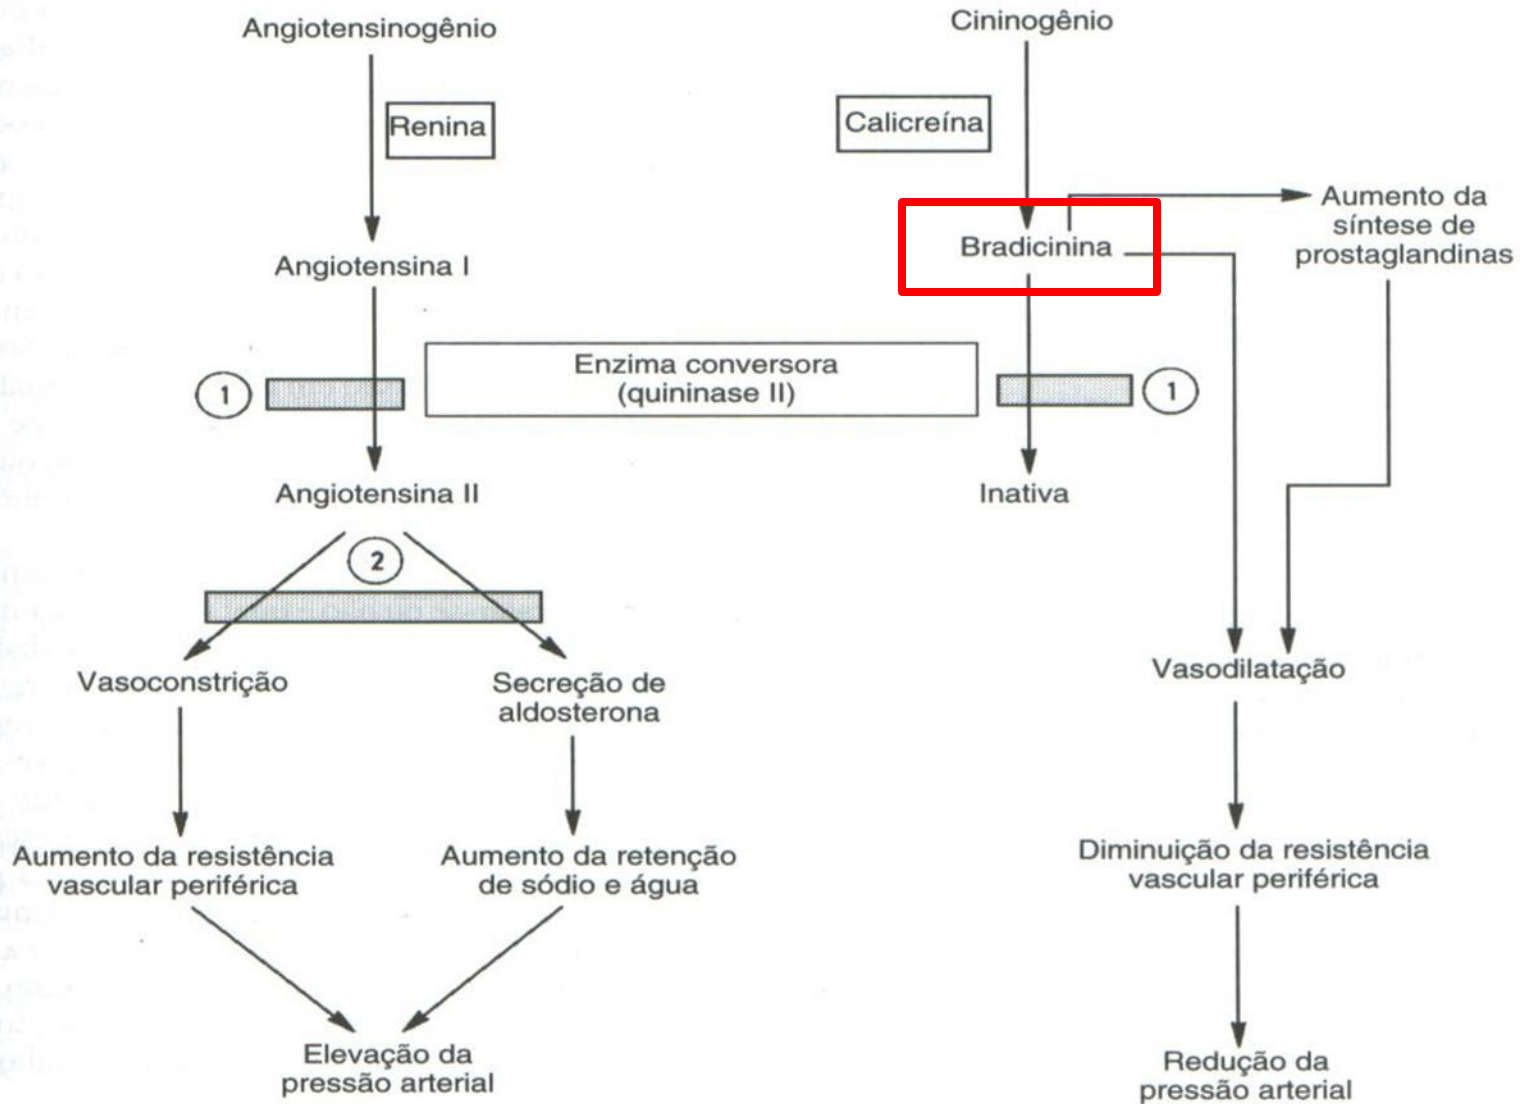 Angiotensinogênio
Renina
Angiotensina I
1
Enzima conversora
(quininase II)
Angiotensina II
2
Vasoconstrição
Secreção de
aldosterona
Aumento da resistência
vascular periférica
Aumento da retenção
de sódio e água
Elevação da
pressão arterial
Cininogênio
Calicreína
Bradicinina
Aumento da
síntese de
prostaglandinas
1
Inativa
Vasodilatação
Diminuição da resistência
vascular periférica
Redução da
pressão arterial